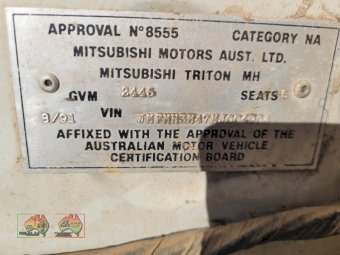 APPROVAL Nº8555 CATEGORY NA
MITSUBISHI MOTORS AUST. LTD.
MITSUBISHI TRITON MH
GVM 2445 SEATS
8/91 VIN
AFFIXED WITH THE APPROVAL OF THE
AUSTRALIAN MOTOR VEHICLE
CERTIFICATION BOARD